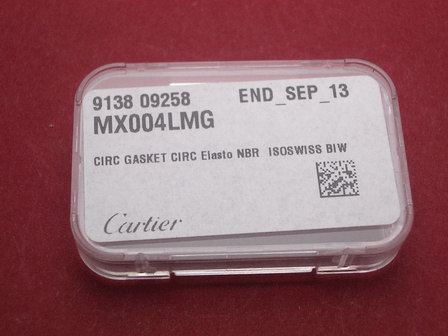 9138 09258 END_SEP_13
MX004LMG
CIRC GASKET CIRC Elasto NBR ISOSWISS BIW
Cartier